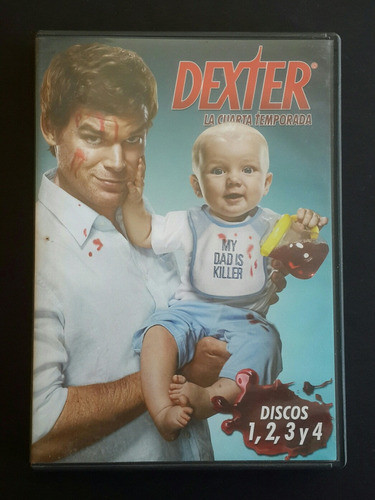 DEXTER
LA CUARTA TEMPORADA
MY
DAD IS
KILLER
DISCOS
1, 2, 3 y 4